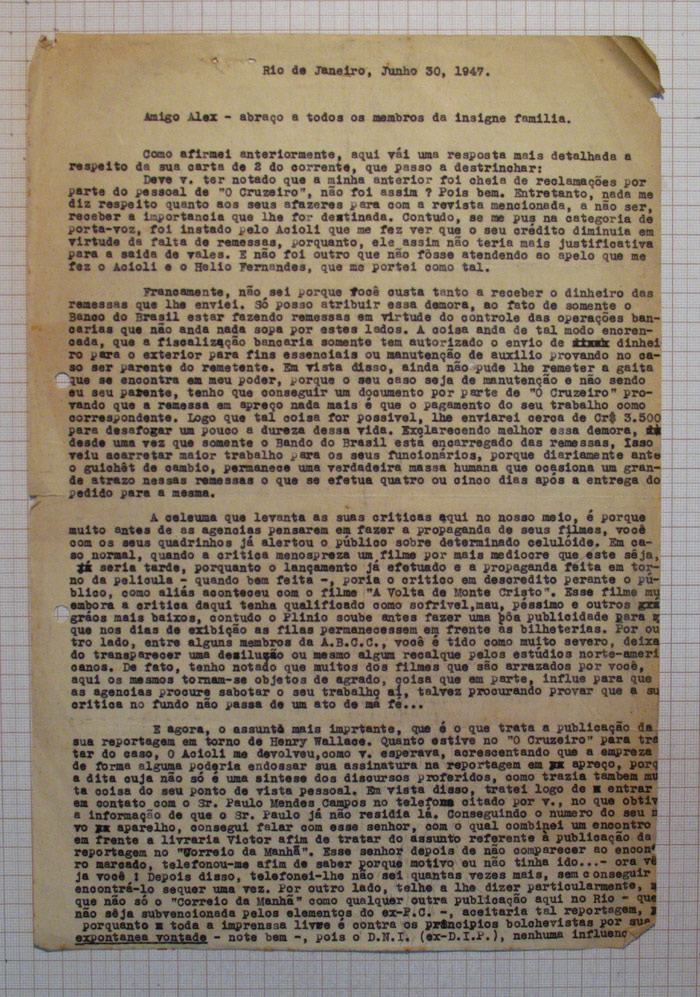 Rio de Janeiro, Junho 30, 1947.
Amigo Alex - abraço a todos os membros da insigne familia.
Como afirmei anteriormente, aqui vái uma resposta mais detalhada a
respeito da sua carta de 2 do corrente, que passo a destrinchar:
Deve v. ter notado que a minha anterior foi cheia de reclamações por
parte do pessoal de "O Cruzeiro", não foi assim ? Pois bem. Entretanto, nada me
diz respeito quanto aos seus afazeres para com a revista mencionada, a não ser,
receber a importancia que lhe for destinada. Contudo, se me pus na categoria de
porta-voz, foi instado pelo Acioli que me fez ver que o seu crédito diminuia em
virtude da falta de remessas, porquanto, ele assim não teria mais justificativa
para a saida de vales. E não foi outro que não fôsse atendendo ao apelo que me
fez o Acioli e o Helio Fernandes, que me portei como tal.
Francamente, não sei porque você custa tanto a receber o dinheiro das
remessas que lhe enviei. Só posso atribuir essa demora, ao fato de somente o
Banco do Brasil estar fazendo remessas em virtude do controle das operações ban-
carias que não anda nada sopa por estes lados. A coisa anda de tal modo encren-
cada, que a fiscalização bancaria somente tem autorizado o envio de dinhei
ro para o exterior para fins essenciais ou manutenção de auxilio provando no ca-
so ser parente do remetente. Em vista disso, ainda não pude lhe remeter a gaita
que se encontra em meu poder, porque o seu caso seja de manutenção e não sendo
eu seu parente, tenho que conseguir um documento por parte de "O Cruzeiro" pro-
vando que a remessa em apreço nada mais é que o pagamento do seu trabalho como
correspondente. Logo que tal coisa for possivel, lhe enviarei cerca de Cr$ 3.500
para desafogar um pouco a dureza dessa vida. Exclarecendo melhor essa demora,
desde uma vez que somente o Bando do Brasil está encarregado das remessas, Isso
veiu acarretar maior trabalho para os seus funcionários, porque diariamente ante
o guichêt de cambio, permanece uma verdadeira massa humana que ocasiona um gran-
de atrazo nessas remessas o que se efetua quatro ou cinco dias após a entrega do
pedido para a mesma.
A celeuma que levanta as suas criticas aqui no nosso meio, é porque
muito antes de as agencias pensarem em fazer a propaganda de seus filmes, você
com os seus quadrinhos já alertou o público sobre determinado celulóide. Em ca-
so normal, quando a critica menospreza um filme por mais mediocre que este sêja,
já seria tarde, porquanto o lançamento já efetuado e a propaganda feita em tor-
no da pelicula - quando bem feita -, poria o critico em descredito perante o pú-
blico, como aliás aconteceu com o filme "A Volta de Monte Cristo". Esse filme mu
embora a critica daqui tenha qualificado como sofrivel,mau, péssimo e outros
gráos mais baixos, contudo o Plinio soube antes fazer uma bôa publicidade para
que nos dias de exibição as filas permanecessem em frente ás bilheterias. Por ou
tro lado, entre alguns membros da A.B.C.C., você é tido como muito severo, deixa
do transparecer uma desilução ou mesmo algum recalque pelos estúdios norte-ameri
canos. De fato, tenho notado que muitos dos filmes que são arrazados por você,
aqui os mesmos tornam-se objetos de agrado, coisa que em parte, influe para que
as agencias procure sabotar o seu trabalho ai, talvez procurando provar que a su
critica no fundo não passa de um ato de má fe...
E agora, o assunto mais imprtante, que é o que trata a publicação da
sua reportagem em torno de Henry Wallace. Quanto estive no "O Cruzeiro" para tra
tar do caso, O Acioli me devolveu,como v. esperava, acrescentando que a empreza
de forma alguma poderia endossar sua assinatura na reportagem em apreço, porq
a dita cuja não só é uma sintese dos discursos proferidos, como trazia tambem mu
ta coisa do seu ponto de vista pessoal. Em vista disso, tratei logo de entrar
em contato com o Sr. Paulo Mendes Campos no telefone citado por v., no que obtiv
a informação de que o Sr. Paulo já não residia lá. Conseguindo o numero do seu n
vo aparelho, consegui falar com esse senhor, com o qual combinei um encontro
em frente a livraria Victor afim de tratar do assunto referente à publicação da
reportagem no "Correio da Manhã". Esse senhor depois de não comparecer ao encon
ro marcado, telefonou-me afim de saber porque motivo eu não tinha ido...- ora vê
ja você ! Depois disso, telefonei-lhe não sei quantas vezes mais, sem conseguir
encontrá-lo sequer uma vez. Por outro lado, telhe a lhe dizer particularmente,
que não só o "Correio da Manhã" como qualquer outra publicação aqui no Rio - que
não sêja subvencionada pelos elementos do ex-P.C. -, aceitaria tal reportagem,
porquanto toda a imprenssa livre é contra os principios bolchevistas por sua
expontanea vontade - note bem -, pois o D.N.I. (ex-D.I.P.), nenhuma influenc